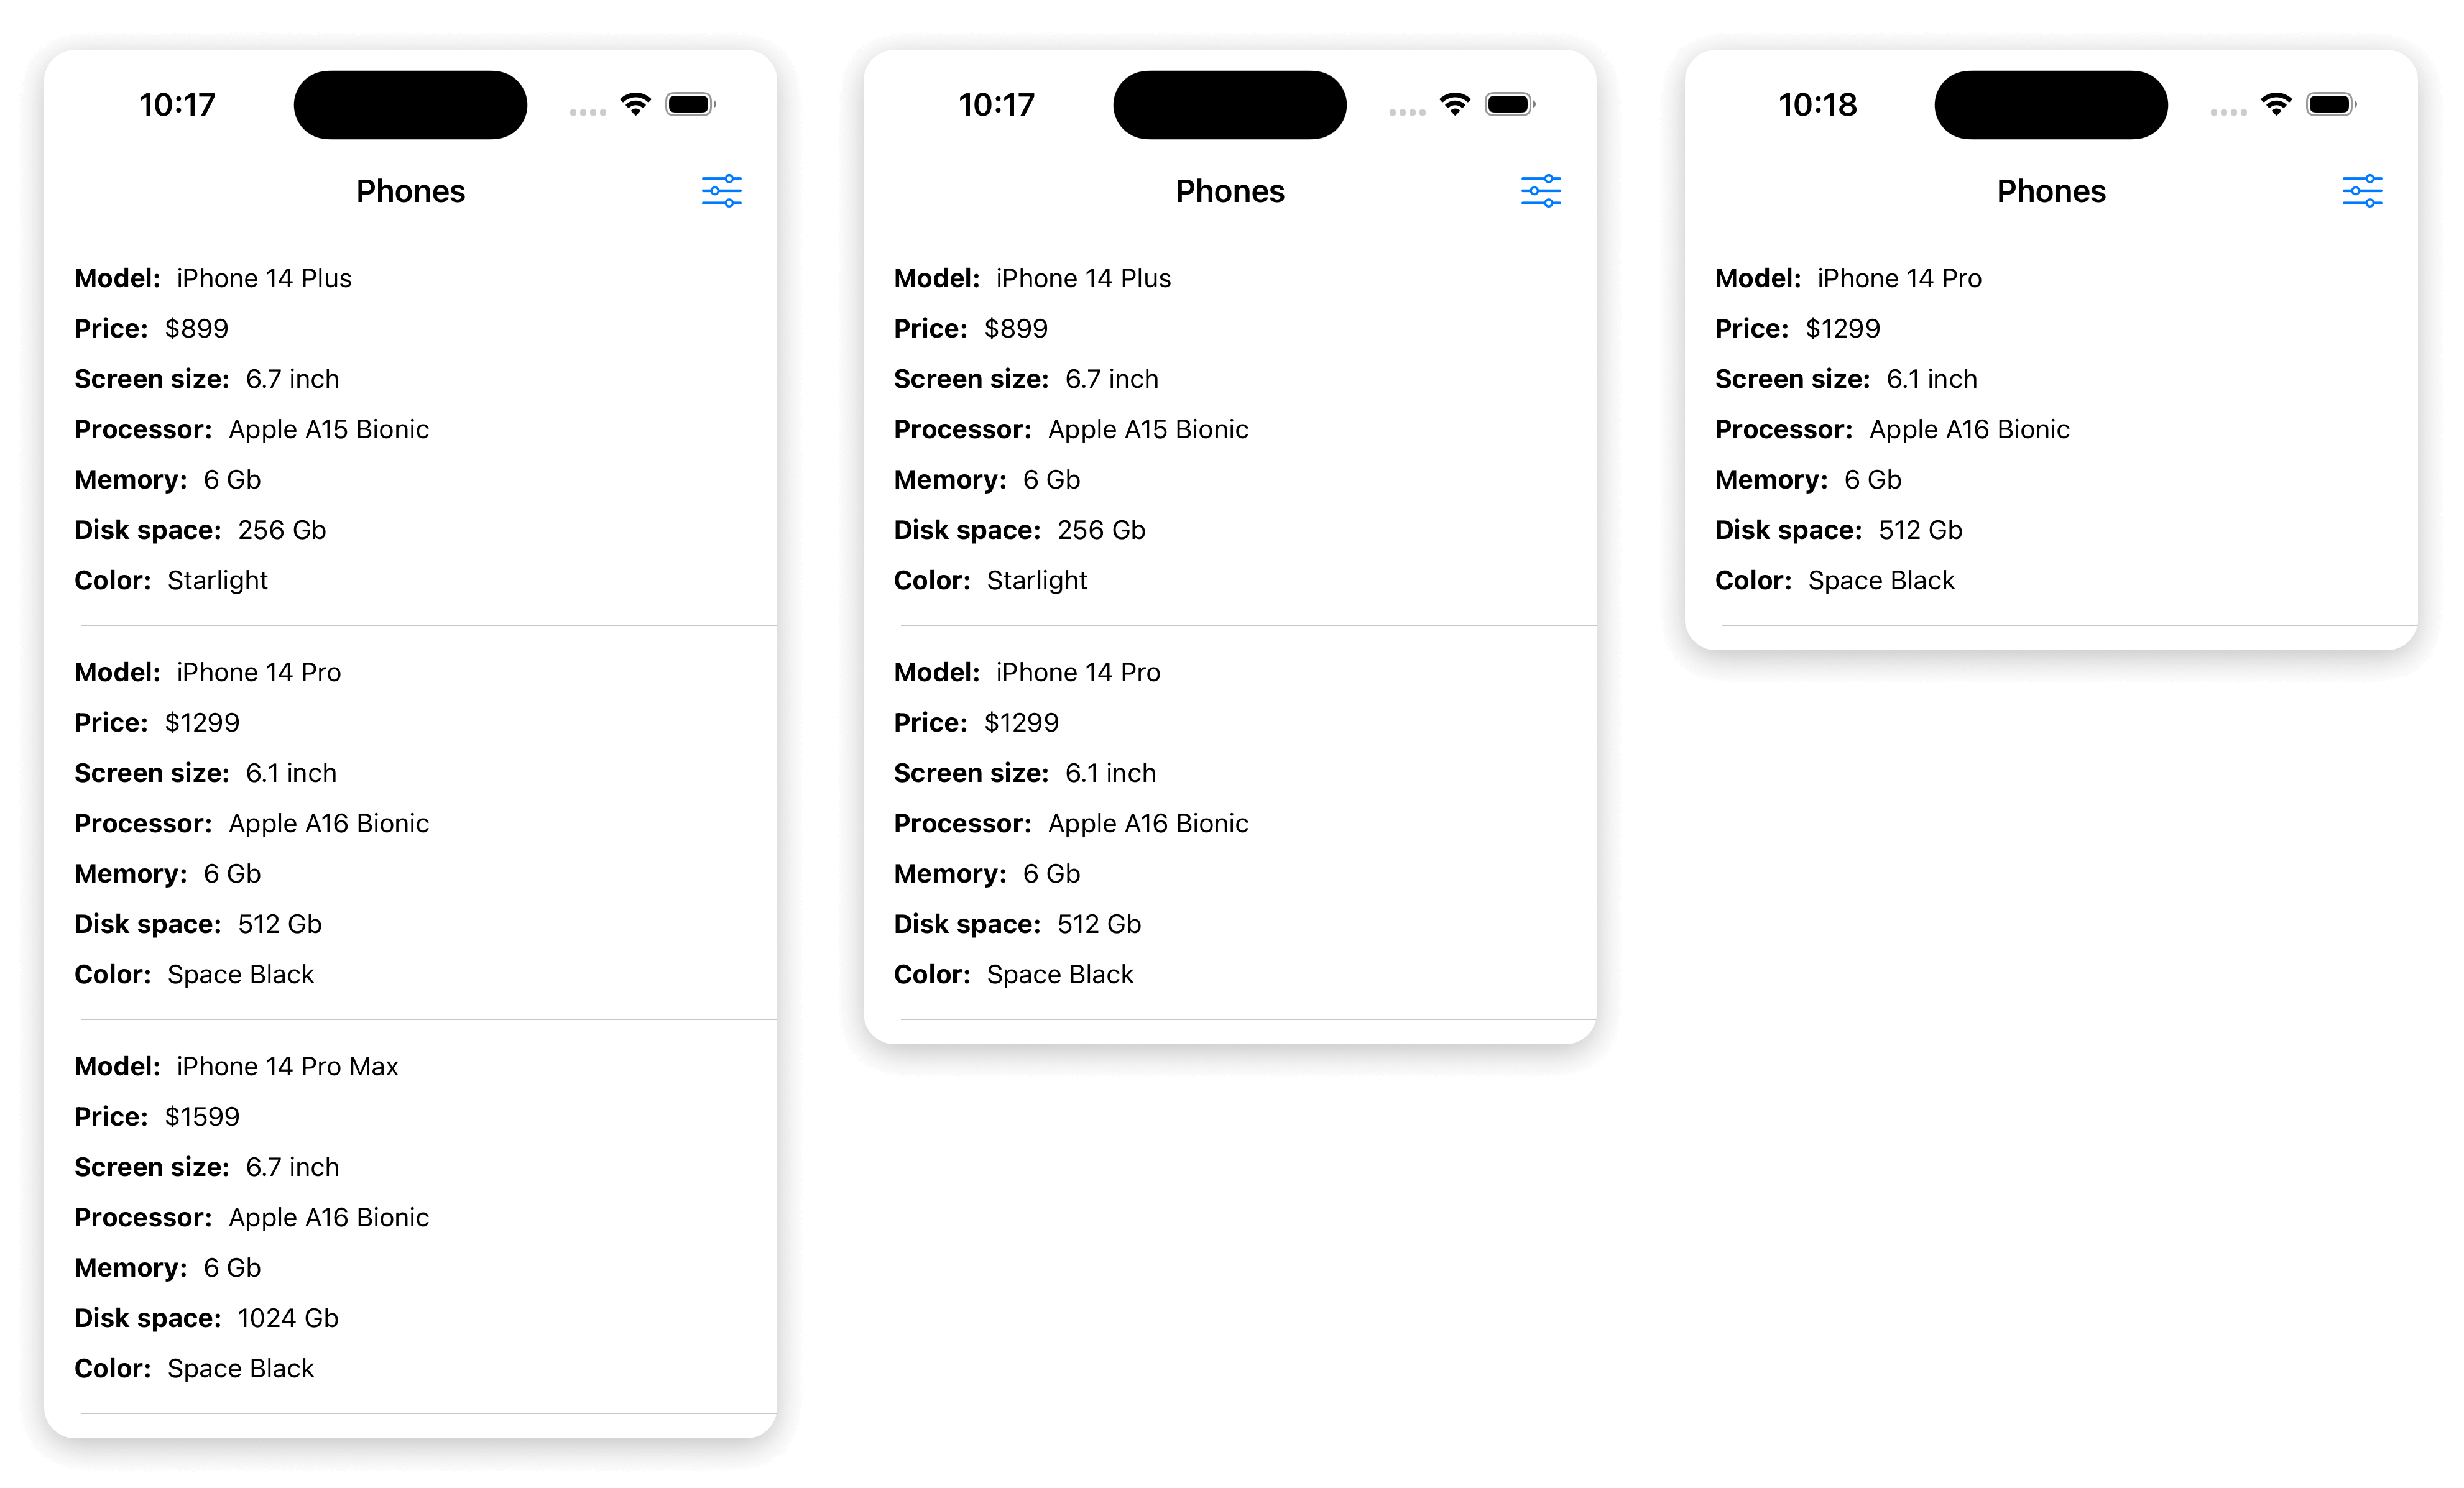 10:17
Phones
Model: iPhone 14 Plus
Price: $899
Screen size: 6.7 inch
Processor: Apple A15 Bionic
Memory: 6 Gb
Disk space: 256 Gb
Color: Starlight
Model: iPhone 14 Pro
Price: $1299
Screen size: 6.1 inch
Processor: Apple A16 Bionic
Memory: 6 Gb
Disk space: 512 Gb
Color: Space Black
Model: iPhone 14 Pro Max
Price: $1599
Screen size: 6.7 inch
Processor: Apple A16 Bionic
Memory: 6 Gb
Disk space: 1024 Gb
Color: Space Black
10:17
Phones
Model: iPhone 14 Plus
Price: $899
Screen size: 6.7 inch
Processor: Apple A15 Bionic
Memory: 6 Gb
Disk space: 256 Gb
Color: Starlight
Model: iPhone 14 Pro
Price: $1299
Screen size: 6.1 inch
Processor: Apple A16 Bionic
Memory: 6 Gb
Disk space: 512 Gb
Color: Space Black
10:18
Phones
Model: iPhone 14 Pro
Price: $1299
Screen size: 6.1 inch
Processor: Apple A16 Bionic
Memory: 6 Gb
Disk space: 512 Gb
Color: Space Black